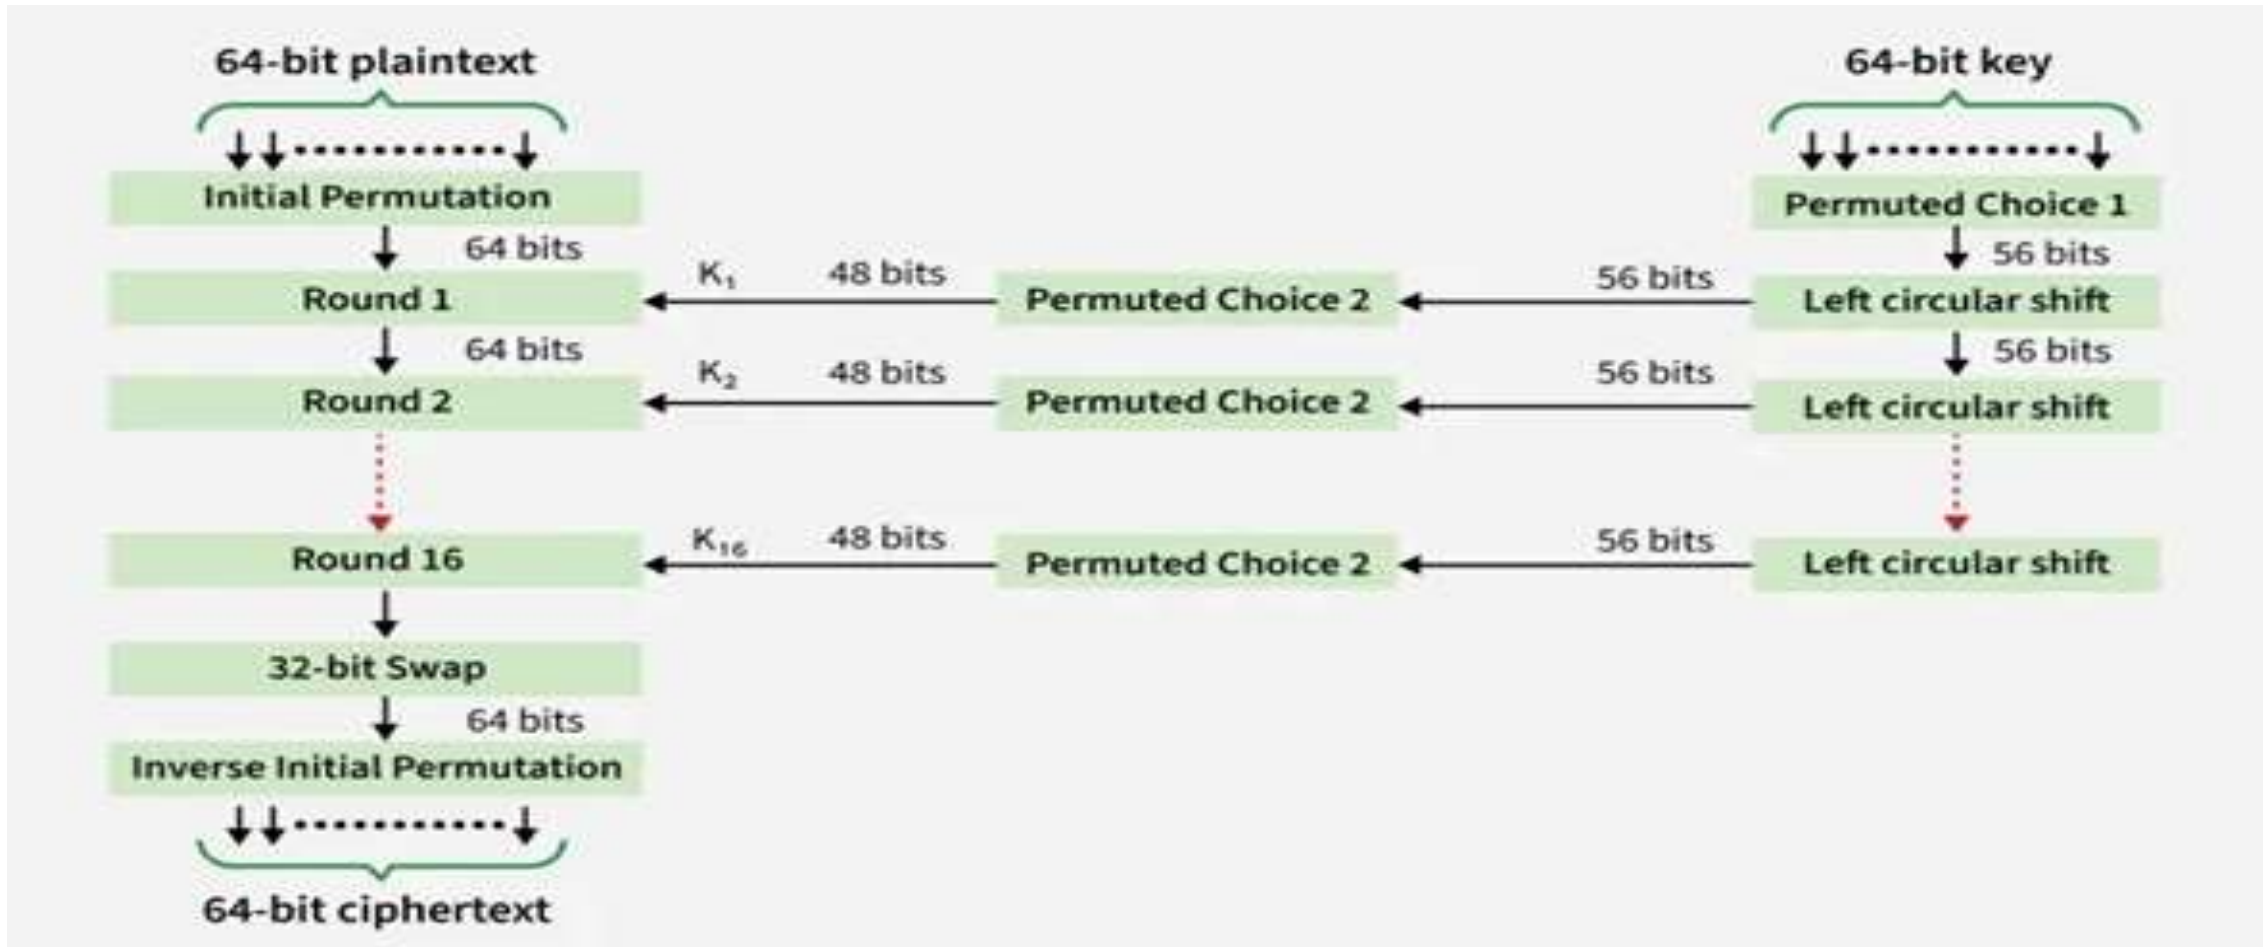 64-bit plaintext
64-bit key
Initial Permutation
Permuted Choice 1
64 bits
56 bits
Round 1
K₁
48 bits
Permuted Choice 2
56 bits
Left circular shift
64 bits
56 bits
Round 2
K₂
48 bits
Permuted Choice 2
56 bits
Left circular shift
Round 16
K₁₆
48 bits
Permuted Choice 2
56 bits
Left circular shift
32-bit Swap
64 bits
Inverse Initial Permutation
64-bit ciphertext